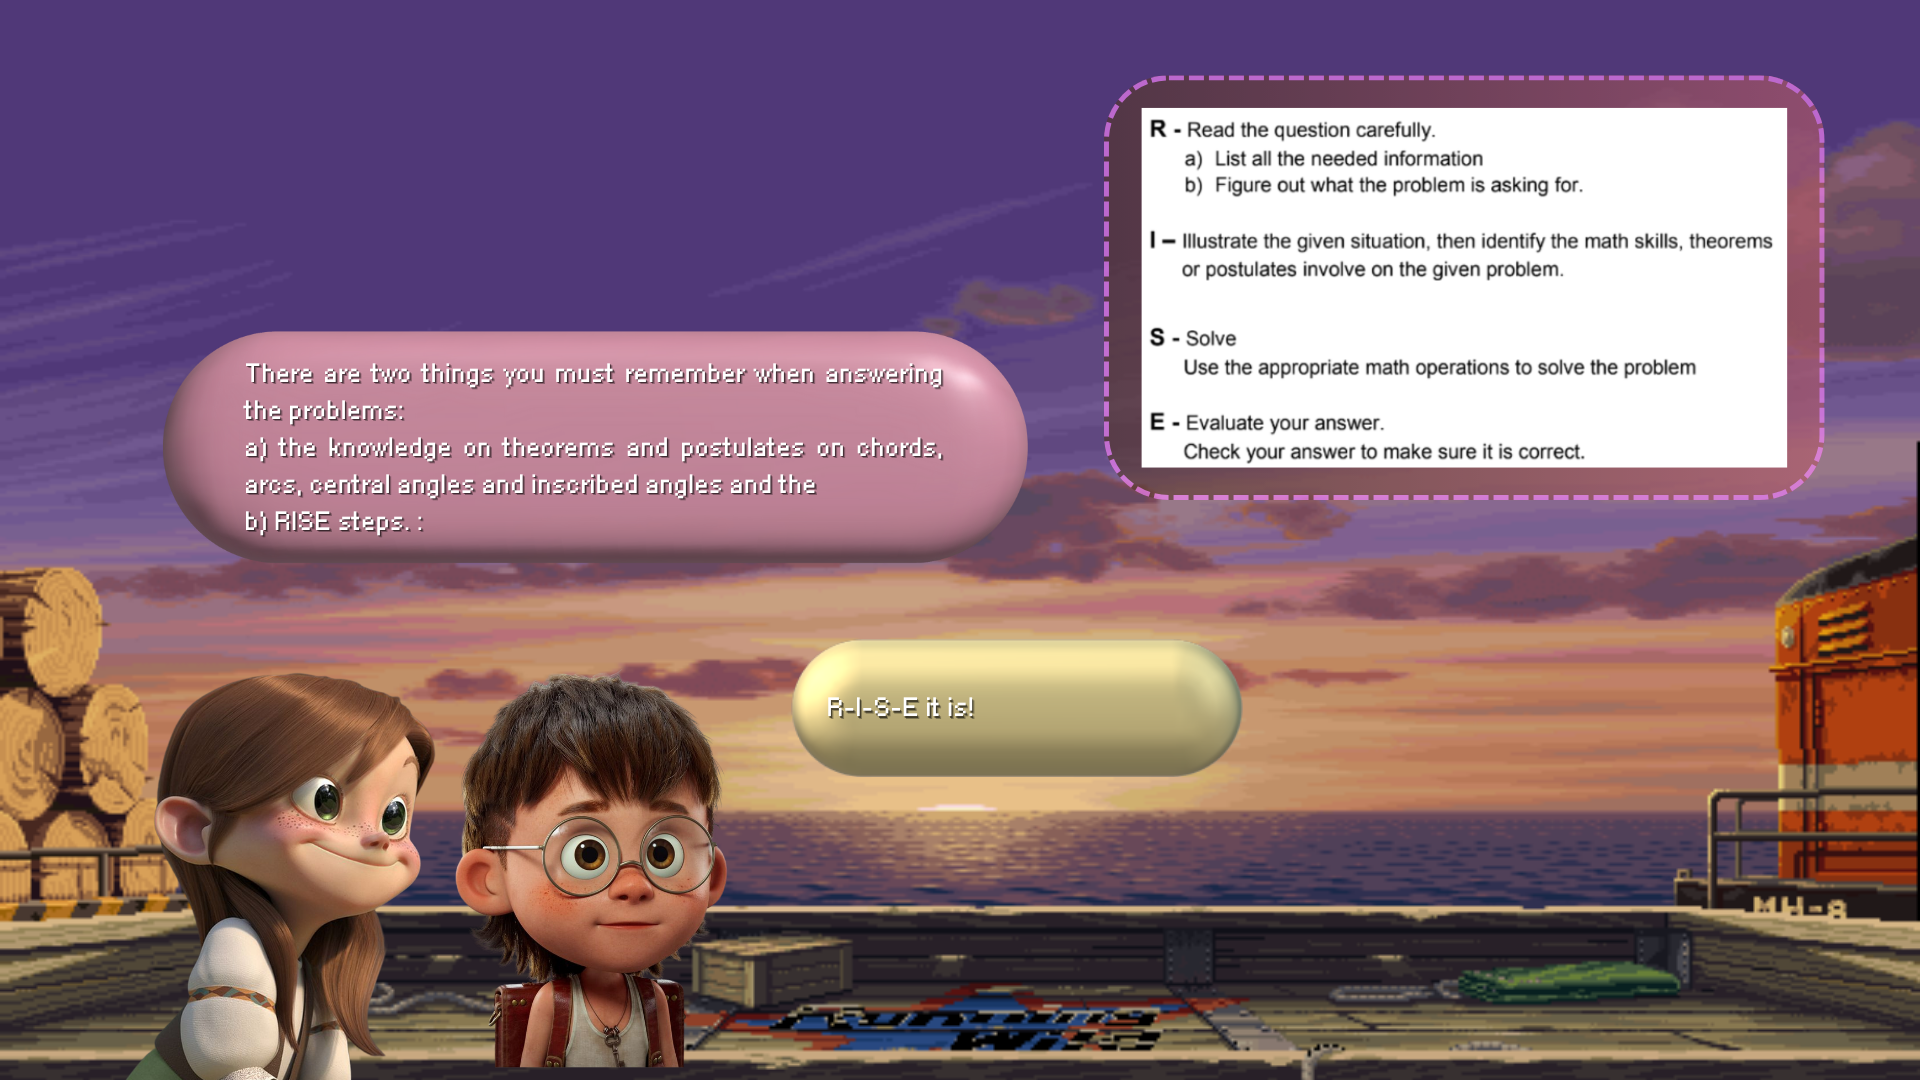 There are two things you must remember when answering
the problems:
a) the knowledge on theorems and postulates on chords,
arcs, central angles and inscribed angles and the
b) RISE steps. :
R - Read the question carefully.
a) List all the needed information
b) Figure out what the problem is asking for.
I – Illustrate the given situation, then identify the math skills, theorems
or postulates involve on the given problem.
S - Solve
Use the appropriate math operations to solve the problem
E - Evaluate your answer.
Check your answer to make sure it is correct.
R-I-S-E it is!
MH-8